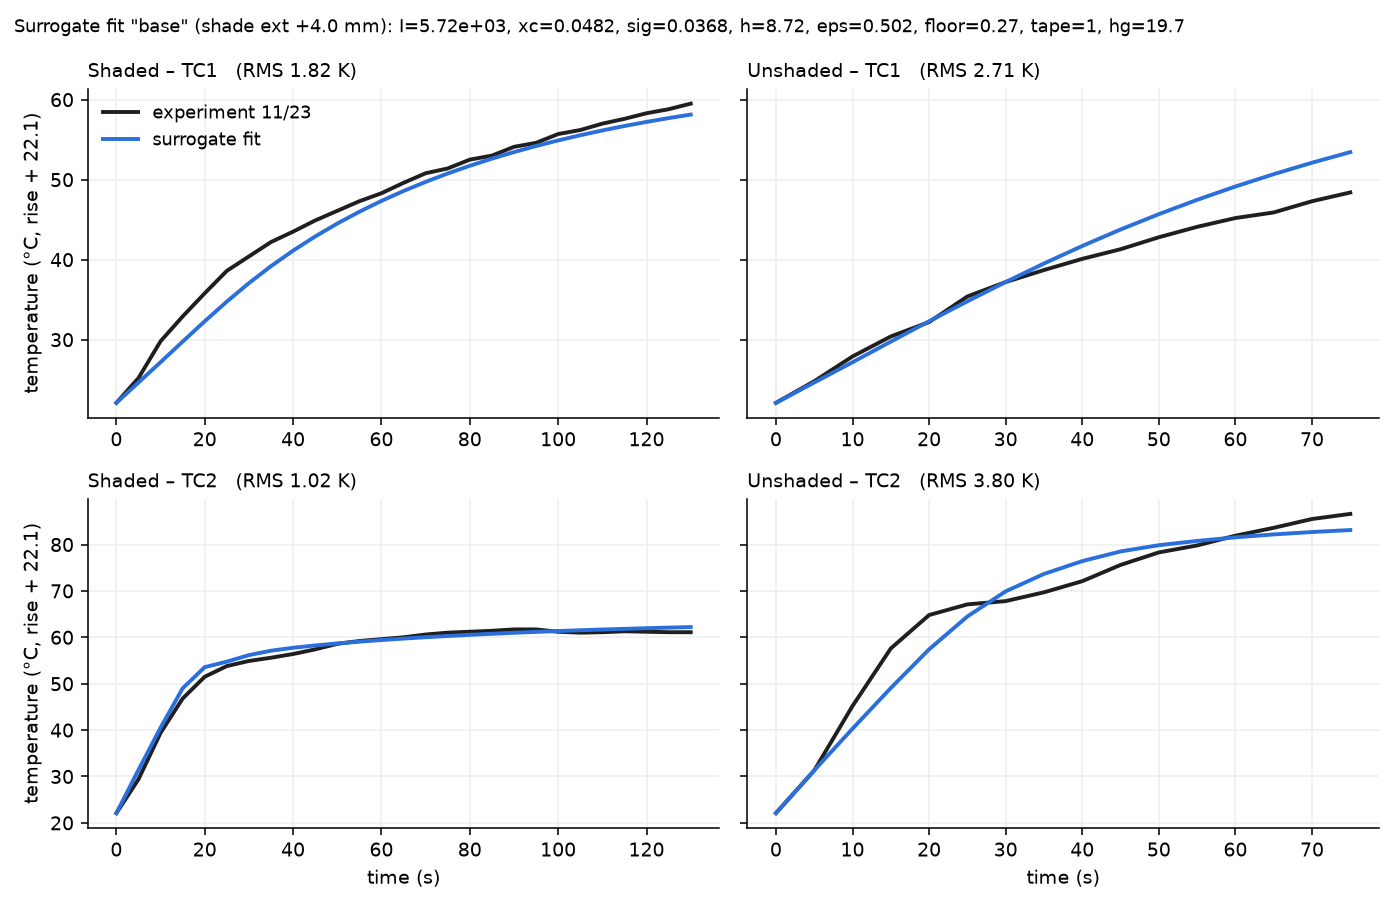 Surrogate fit "base" (shade ext +4.0 mm): I=5.72e+03, xc=0.0482, sig=0.0368, h=8.72, eps=0.502, floor=0.27, tape=1, hg=19.7
Shaded – TC1   (RMS 1.82 K)
temperature (°C, rise + 22.1)
60
50
40
30
experiment 11/23
surrogate fit
0 20 40 60 80 100 120
Unshaded – TC1   (RMS 2.71 K)
0 10 20 30 40 50 60 70
Shaded – TC2   (RMS 1.02 K)
temperature (°C, rise + 22.1)
80
70
60
50
40
30
20
0 20 40 60 80 100 120
time (s)
Unshaded – TC2   (RMS 3.80 K)
0 10 20 30 40 50 60 70
time (s)